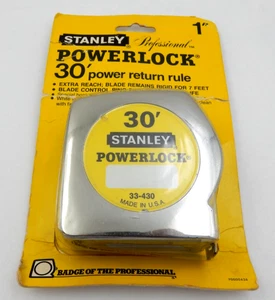 STANLEY Professional 1"
POWERLOCK®
30' power return rule
• EXTRA REACH; BLADE REMAINS RIGID FOR 7 FEET
• BLADE CONTROL
30'
STANLEY
POWERLOCK®
33-430
MADE IN U.S.A.
BADGE OF THE PROFESSIONAL